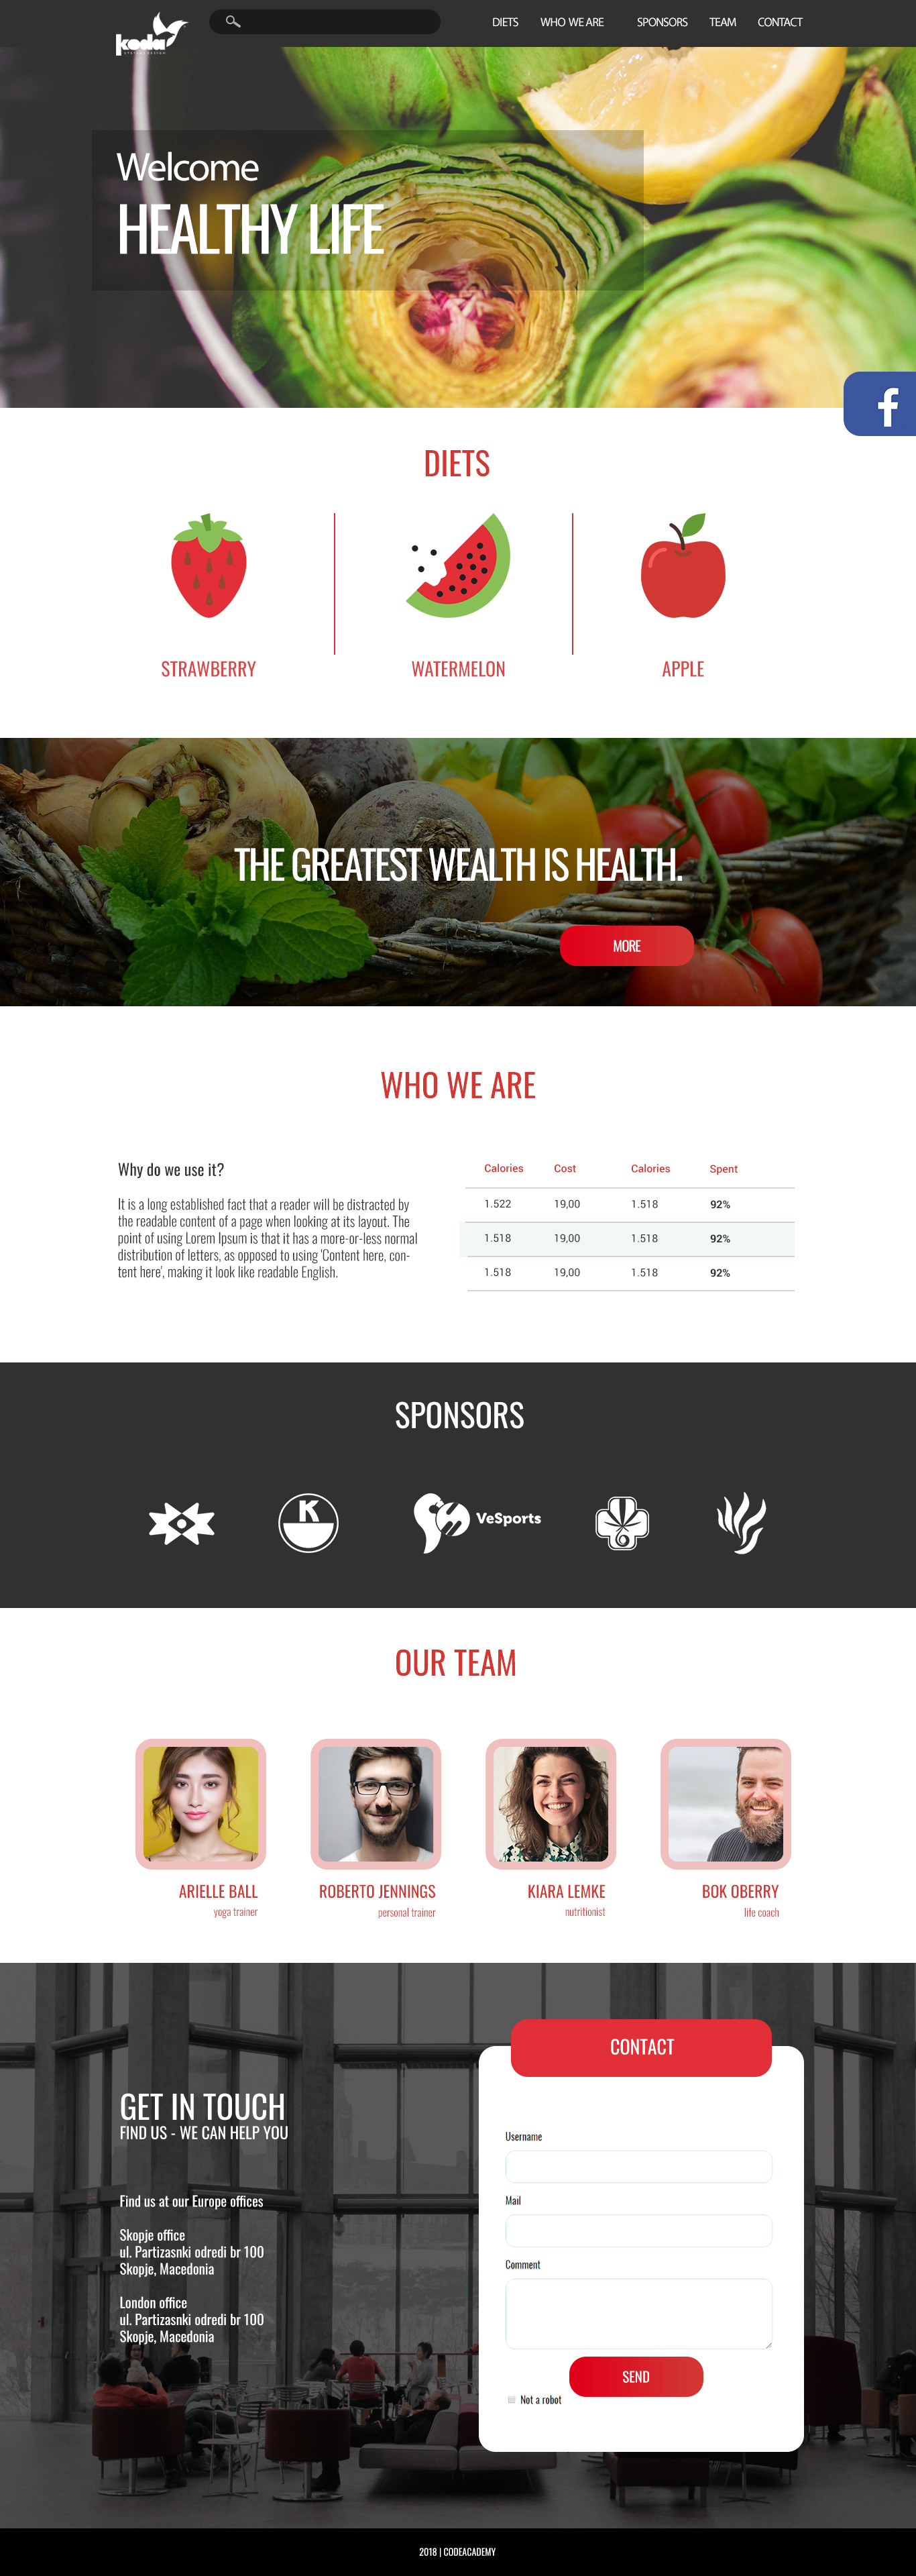 koda
DIETS WHO WE ARE SPONSORS TEAM CONTACT
Welcome
HEALTHY LIFE
f
DIETS
STRAWBERRY WATERMELON APPLE
THE GREATEST WEALTH IS HEALTH.
MORE
WHO WE ARE
Why do we use it?
It is a long established fact that a reader will be distracted by
the readable content of a page when looking at its layout. The
point of using Lorem Ipsum is that it has a more-or-less normal
distribution of letters, as opposed to using 'Content here, con-
tent here', making it look like readable English.
Calories Cost Calories Spent
1.522 19,00 1.518 92%
1.518 19,00 1.518 92%
1.518 19,00 1.518 92%
SPONSORS
K
VeSports
OUR TEAM
ARIELLE BALL
yoga trainer
ROBERTO JENNINGS
personal trainer
KIARA LEMKE
nutritionist
BOK OBERRY
life coach
GET IN TOUCH
FIND US - WE CAN HELP YOU
Find us at our Europe offices
Skopje office
ul. Partizasnki odredi br 100
Skopje, Macedonia
London office
ul. Partizasnki odredi br 100
Skopje, Macedonia
CONTACT
Username
Mail
Comment
SEND
Not a robot
2018 | CODEACADEMY